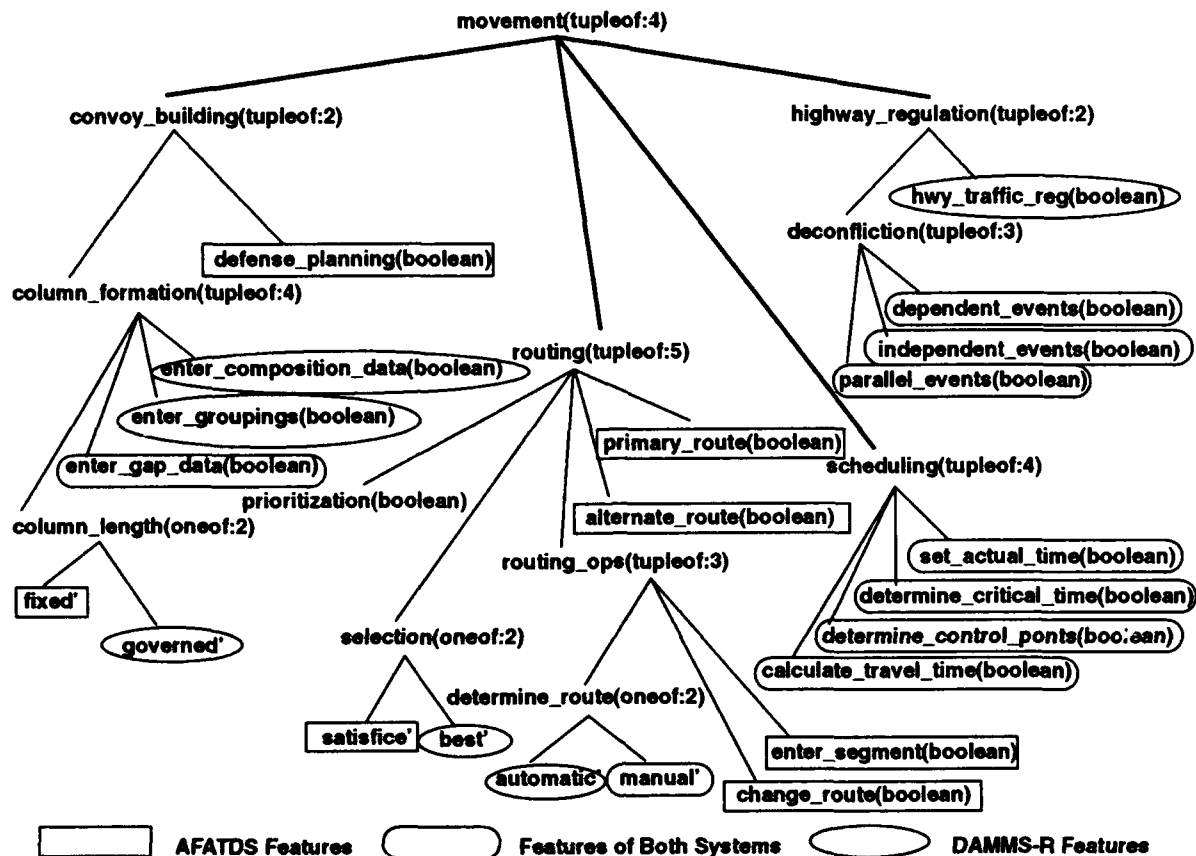 movement(tupleof:4)
convoy_building(tupleof:2)
highway_regulation(tupleof:2)
hwy_traffic_reg(boolean)
deconfliction(tupleof:3)
defense_planning(boolean)
column_formation(tupleof:4)
dependent_events(boolean)
independent_events(boolean)
parallel_events(boolean)
routing(tupleof:5)
enter_composition_data(boolean)
enter_groupings(boolean)
primary_route(boolean)
enter_gap_data(boolean)
scheduling(tupleof:4)
prioritization(boolean)
alternate_route(boolean)
column_length(oneof:2)
routing_ops(tupleof:3)
set_actual_time(boolean)
determine_critical_time(boolean)
fixed'
governed'
selection(oneof:2)
determine_control_ponts(boolean)
calculate_travel_time(boolean)
determine_route(oneof:2)
satisfice'
best'
enter_segment(boolean)
automatic'
manual'
change_route(boolean)
AFATDS Features
Features of Both Systems
DAMMS-R Features